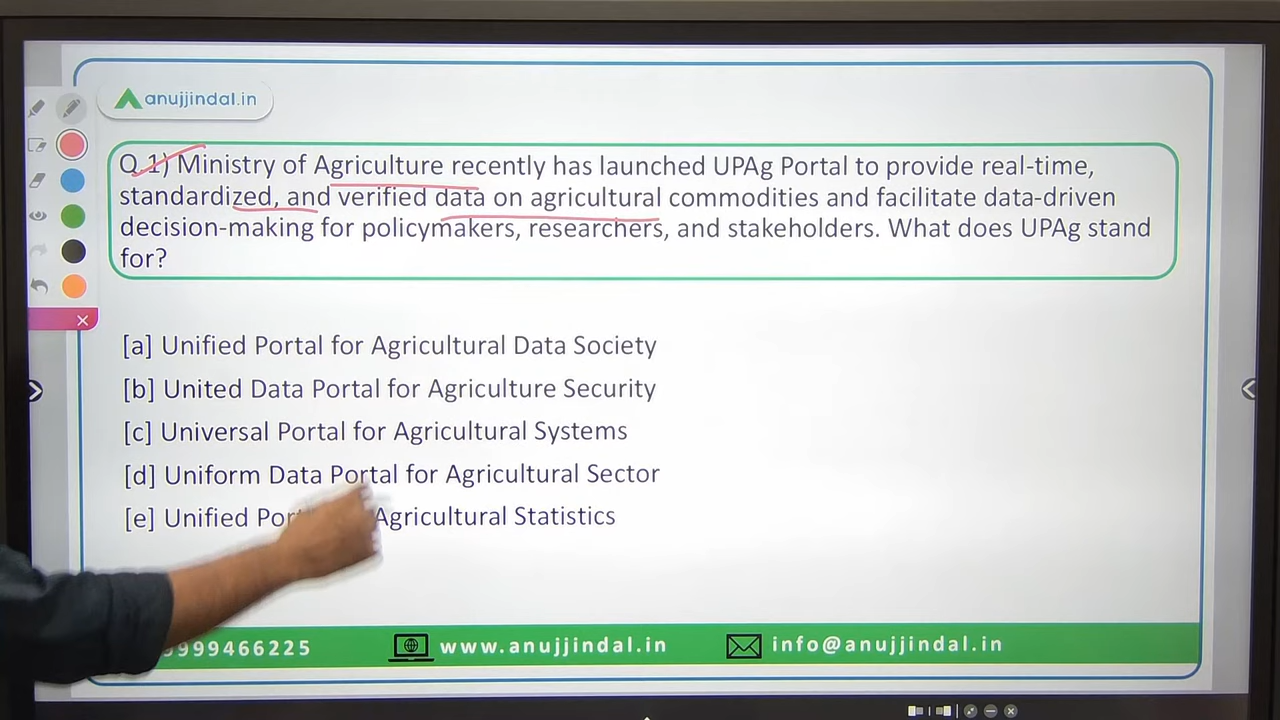 anujjindal.in
Q.1) Ministry of Agriculture recently has launched UPAg Portal to provide real-time,
standardized, and verified data on agricultural commodities and facilitate data-driven
decision-making for policymakers, researchers, and stakeholders. What does UPAg stand
for?
[a] Unified Portal for Agricultural Data Society
[b] United Data Portal for Agriculture Security
[c] Universal Portal for Agricultural Systems
[d] Uniform Data Portal for Agricultural Sector
[e] Unified Agricultural Statistics
999466225 www.anujjindal.in info@anujjindal.in